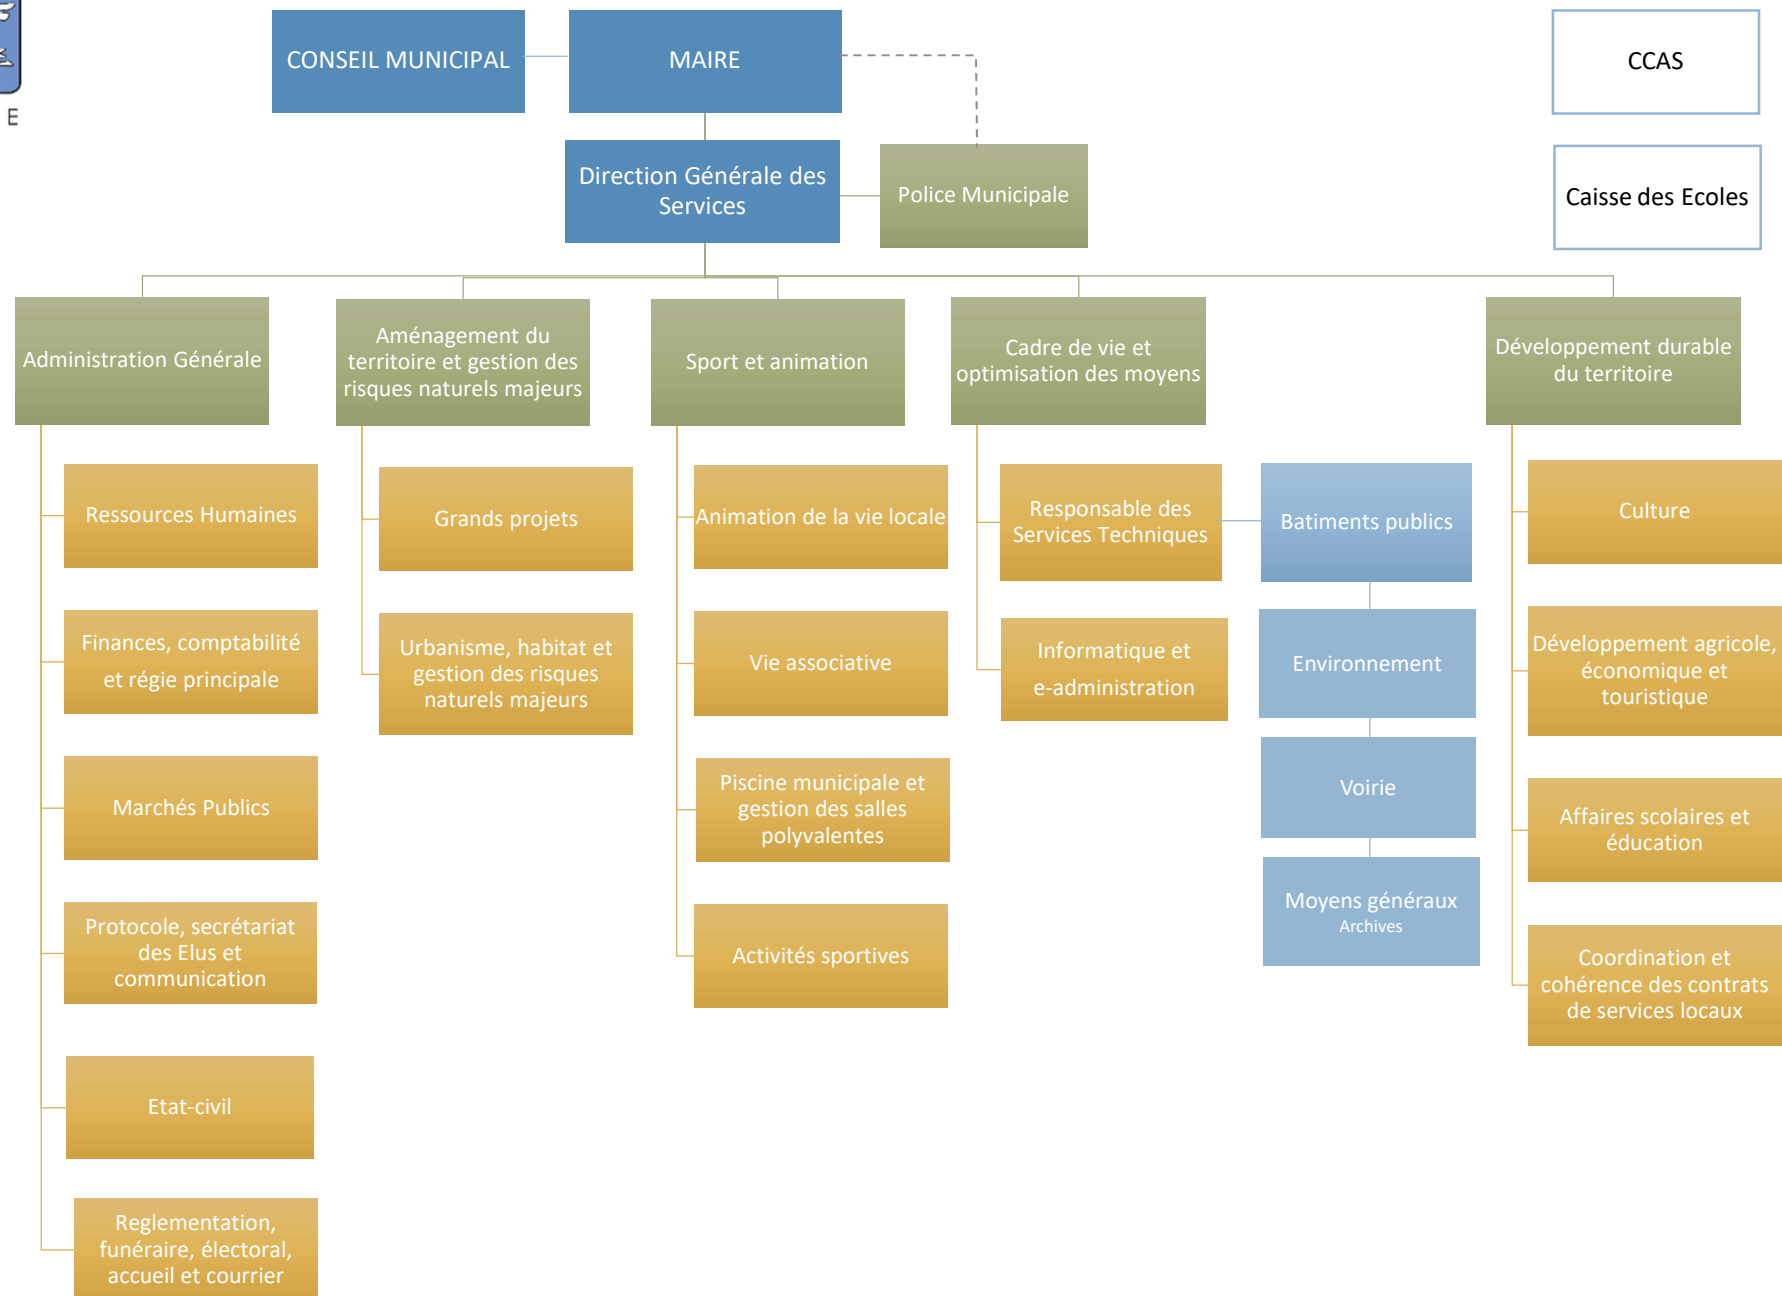 E
CONSEIL MUNICIPAL
MAIRE
CCAS
Direction Générale des
Services
Police Municipale
Caisse des Ecoles
Administration Générale
Aménagement du
territoire et gestion des
risques naturels majeurs
Sport et animation
Cadre de vie et
optimisation des moyens
Développement durable
du territoire
Ressources Humaines
Finances, comptabilité
et régie principale
Marchés Publics
Protocole, secrétariat
des Elus et
communication
Etat-civil
Reglementation,
funéraire, électoral,
accueil et courrier
Grands projets
Urbanisme, habitat et
gestion des risques
naturels majeurs
Animation de la vie locale
Vie associative
Piscine municipale et
gestion des salles
polyvalentes
Activités sportives
Responsable des
Services Techniques
Informatique et
e-administration
Batiments publics
Environnement
Voirie
Moyens généraux
Archives
Culture
Développement agricole,
économique et
touristique
Affaires scolaires et
éducation
Coordination et
cohérence des contrats
de services locaux